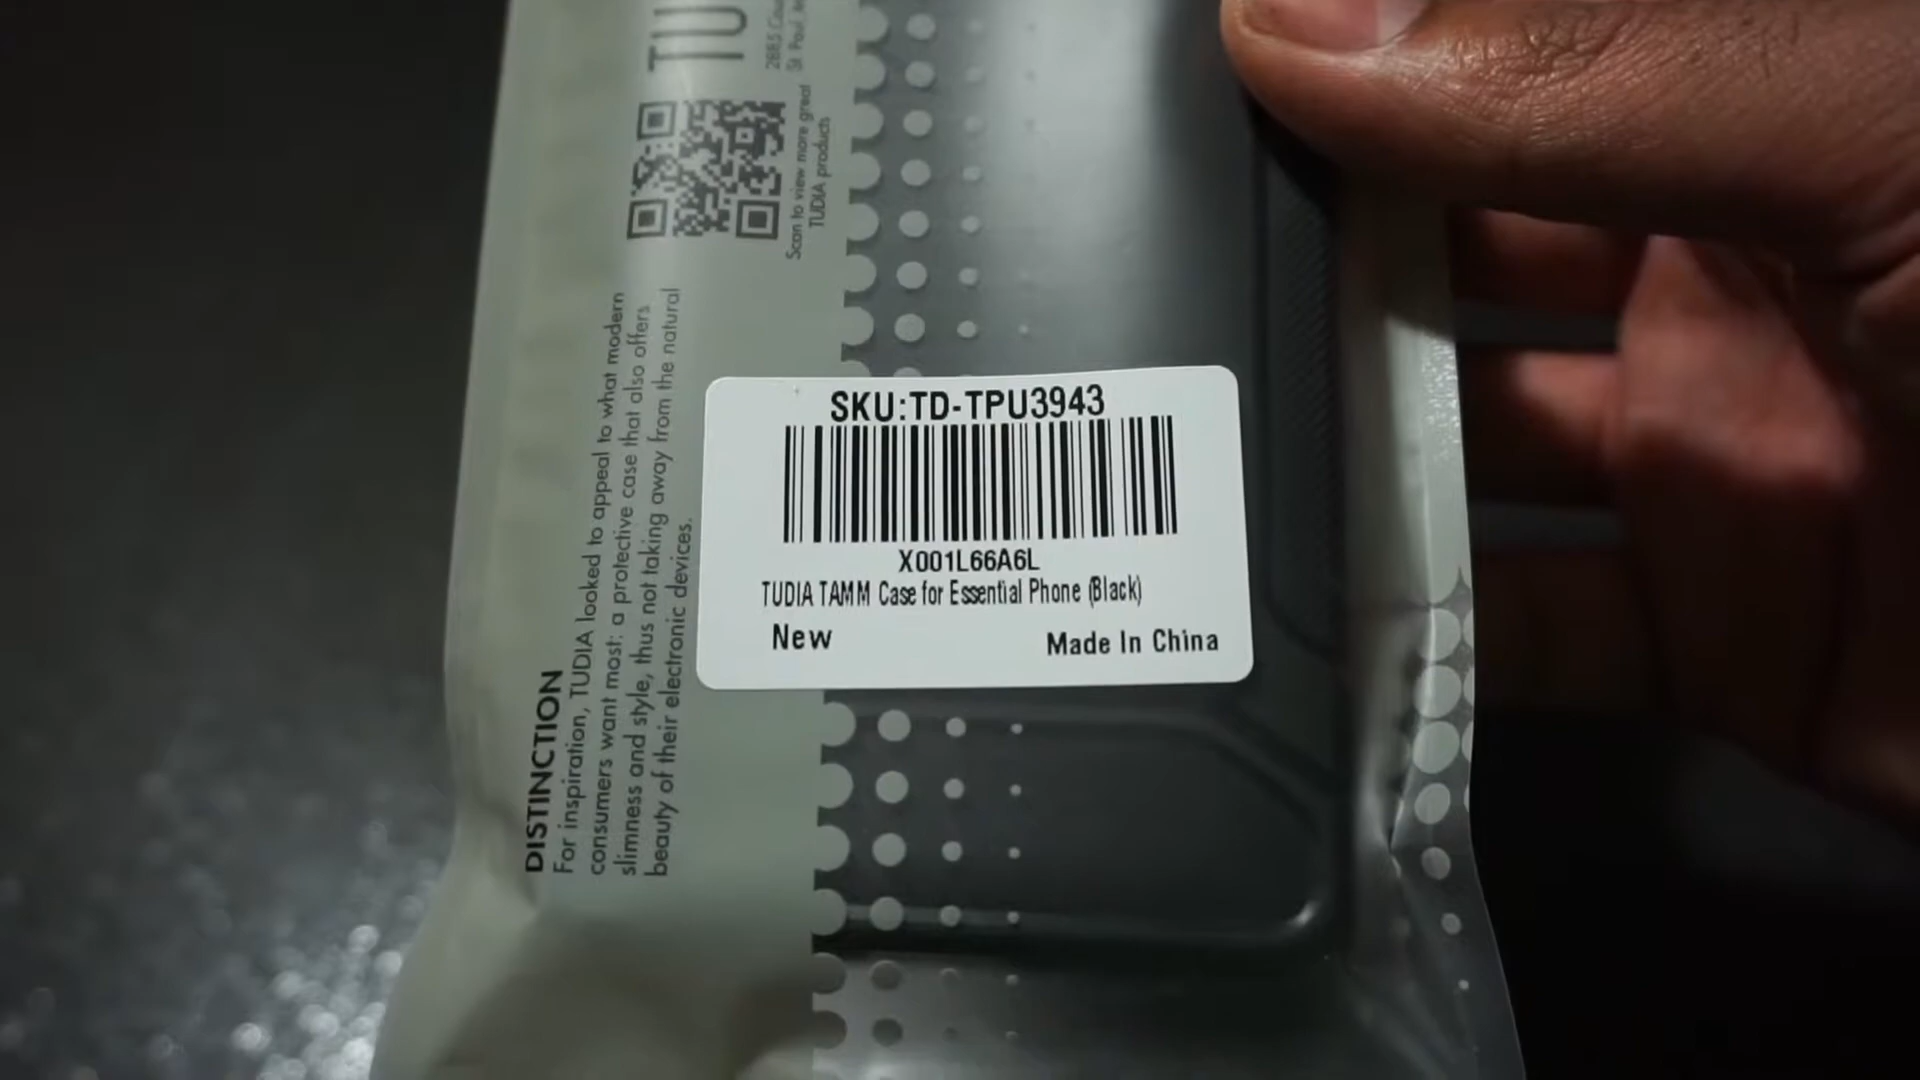 TU
Scan to view more great
TUDIA products
DISTINCTION
For inspiration, TUDIA looked to appeal to what modern
consumers want most: a protective case that also offers
slimness and style, thus not taking away from the natural
beauty of their electronic devices.
SKU:TD-TPU3943
X001L66A6L
TUDIA TAMM Case for Essential Phone (Black)
New
Made In China